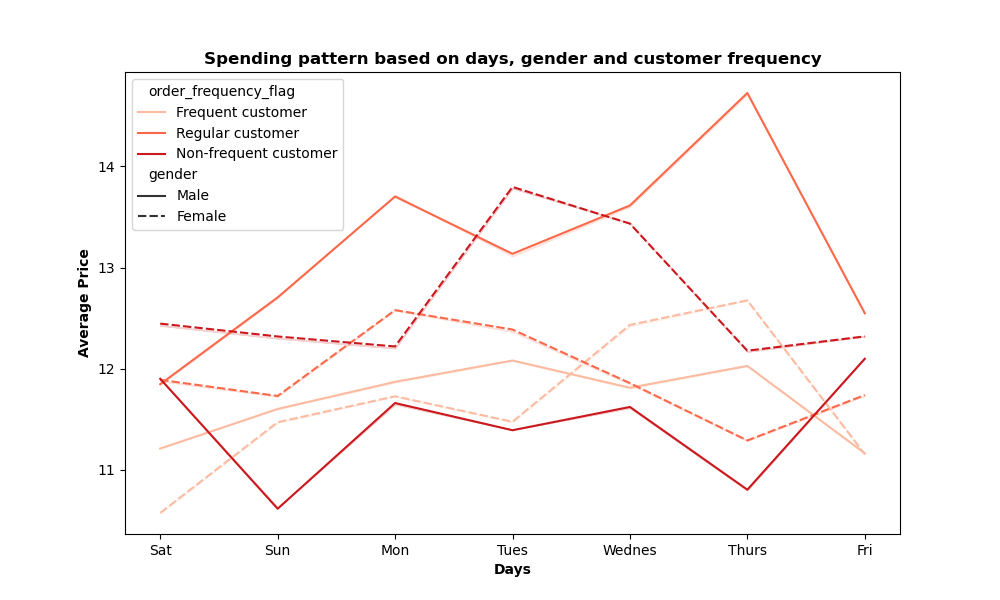 Spending pattern based on days, gender and customer frequency
order_frequency_flag
Frequent customer
Regular customer
Non-frequent customer
gender
Male
Female
Average Price
14
13
12
11
Sat Sun Mon Tues Wednes Thurs Fri
Days